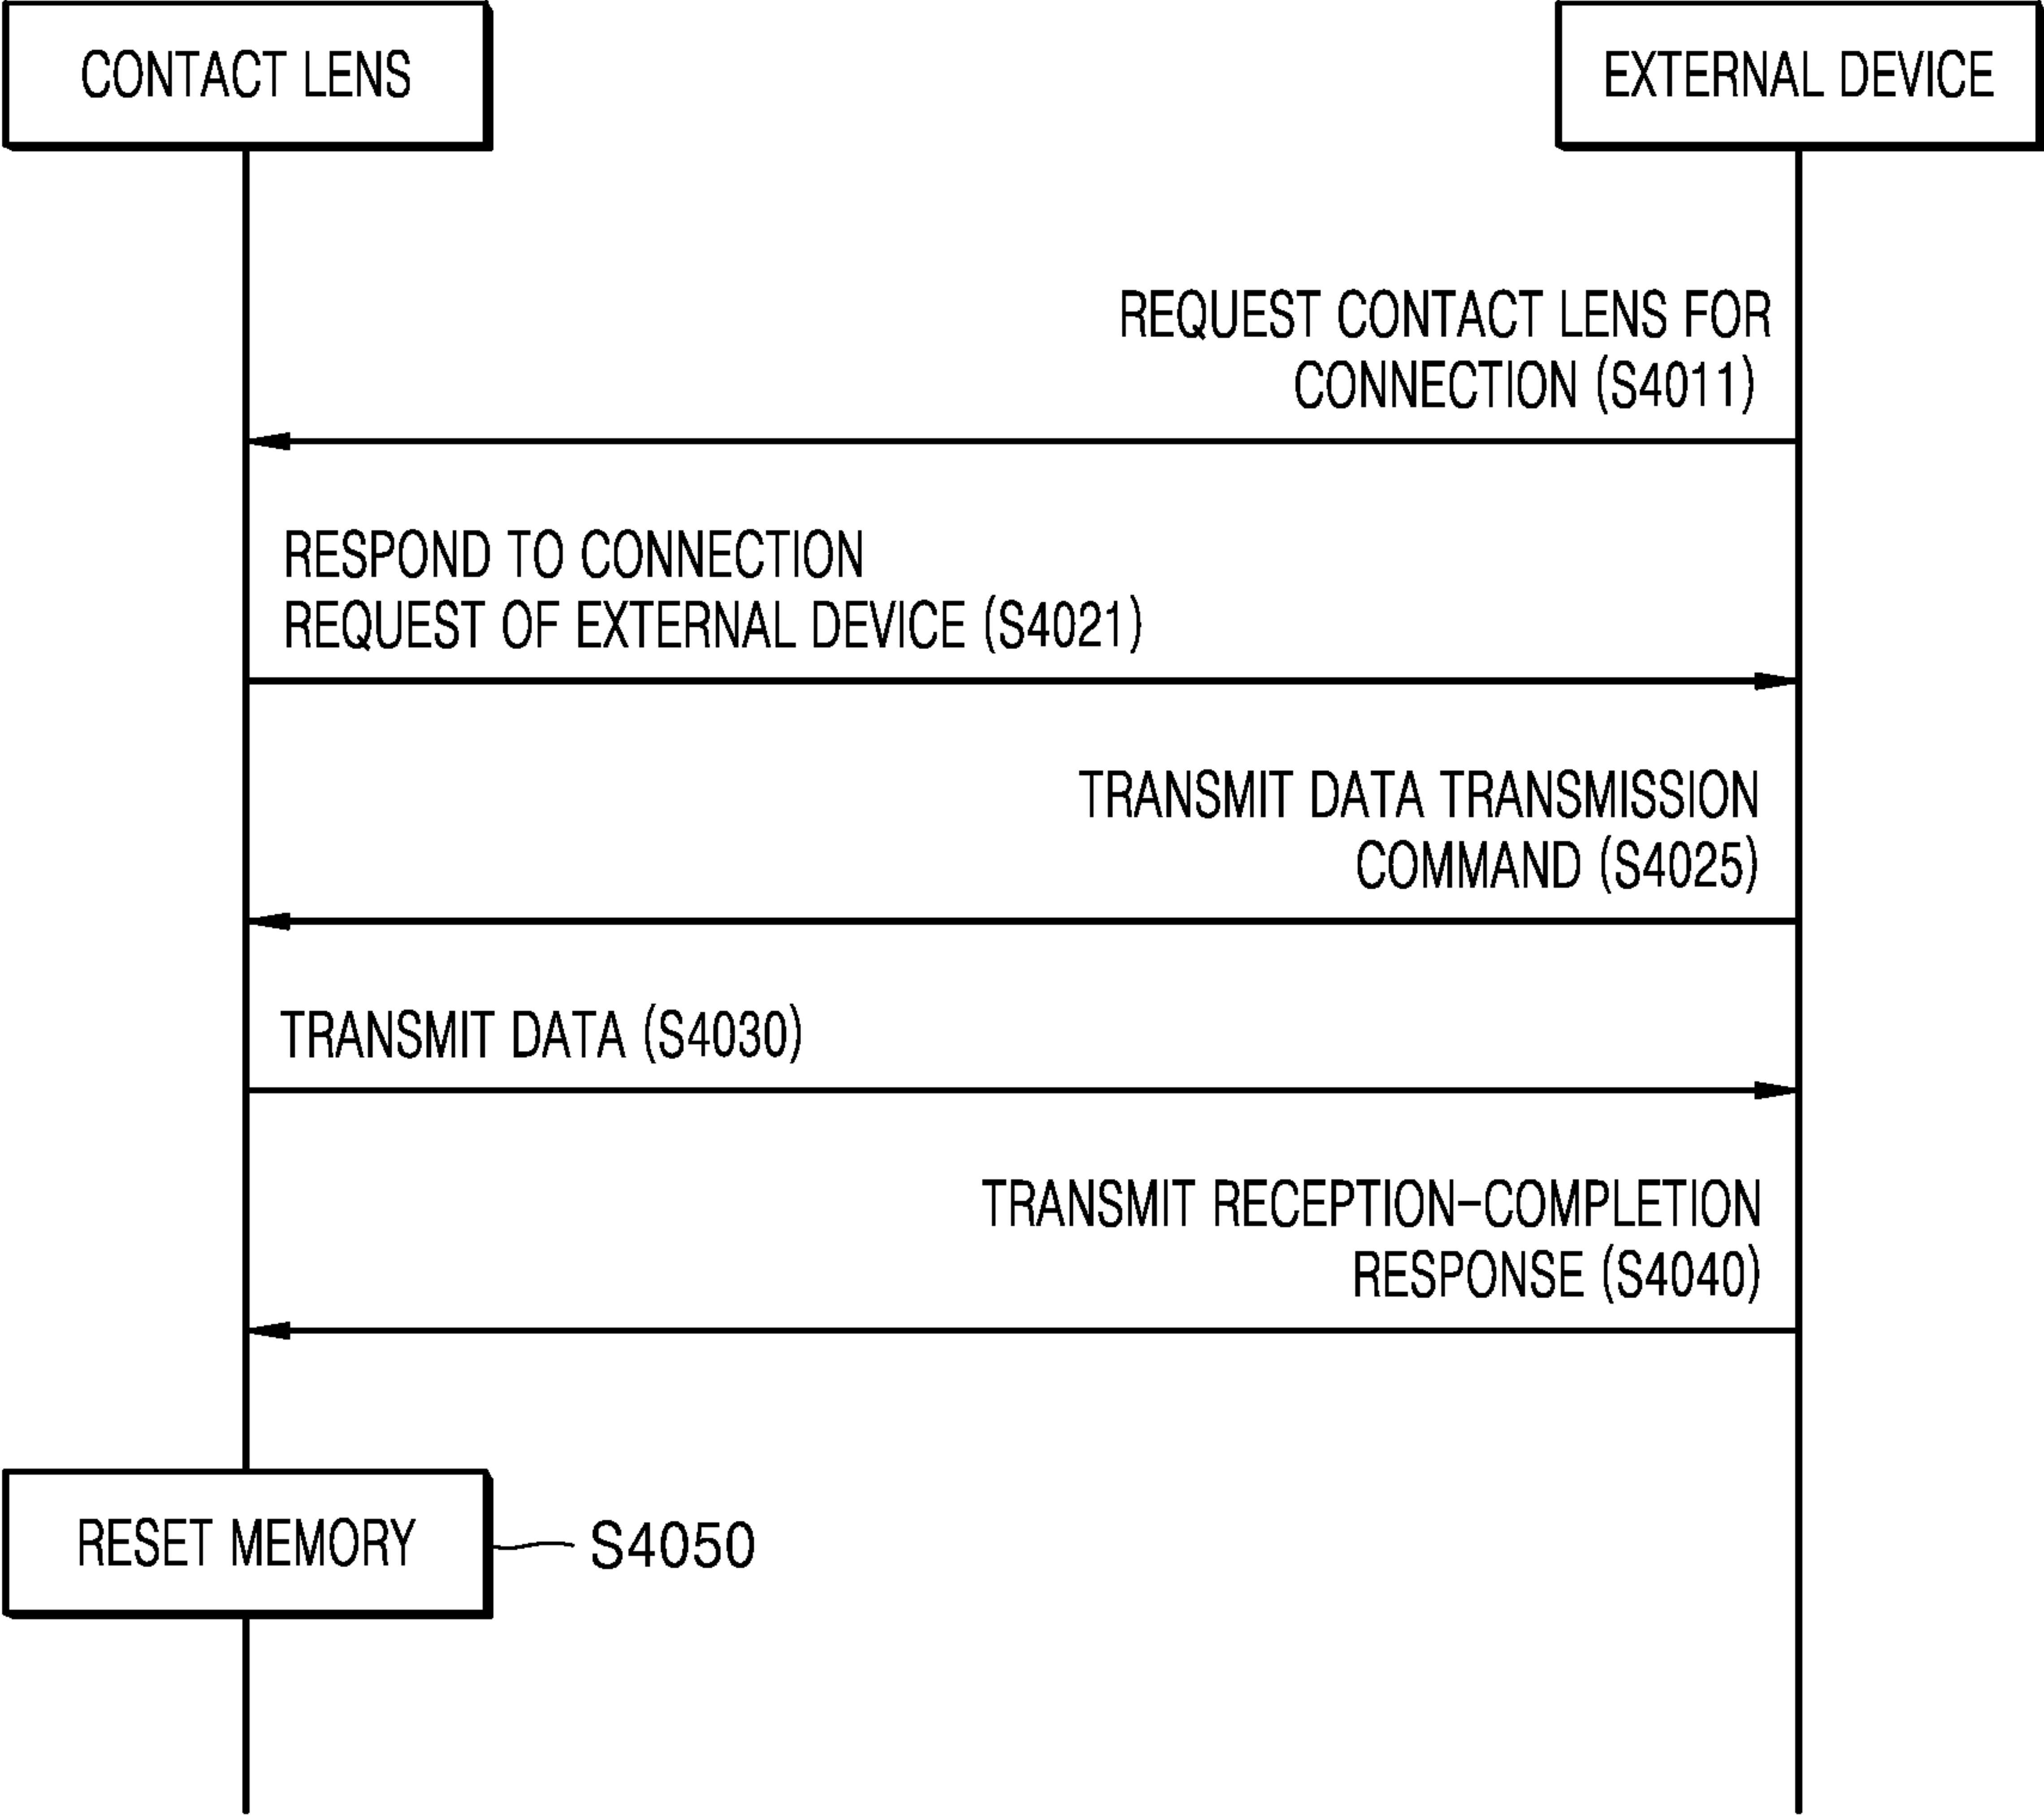 CONTACT LENS
EXTERNAL DEVICE
REQUEST CONTACT LENS FOR
CONNECTION (S4011)
RESPOND TO CONNECTION
REQUEST OF EXTERNAL DEVICE (S4021)
TRANSMIT DATA TRANSMISSION
COMMAND (S4025)
TRANSMIT DATA (S4030)
TRANSMIT RECEPTION-COMPLETION
RESPONSE (S4040)
RESET MEMORY
S4050